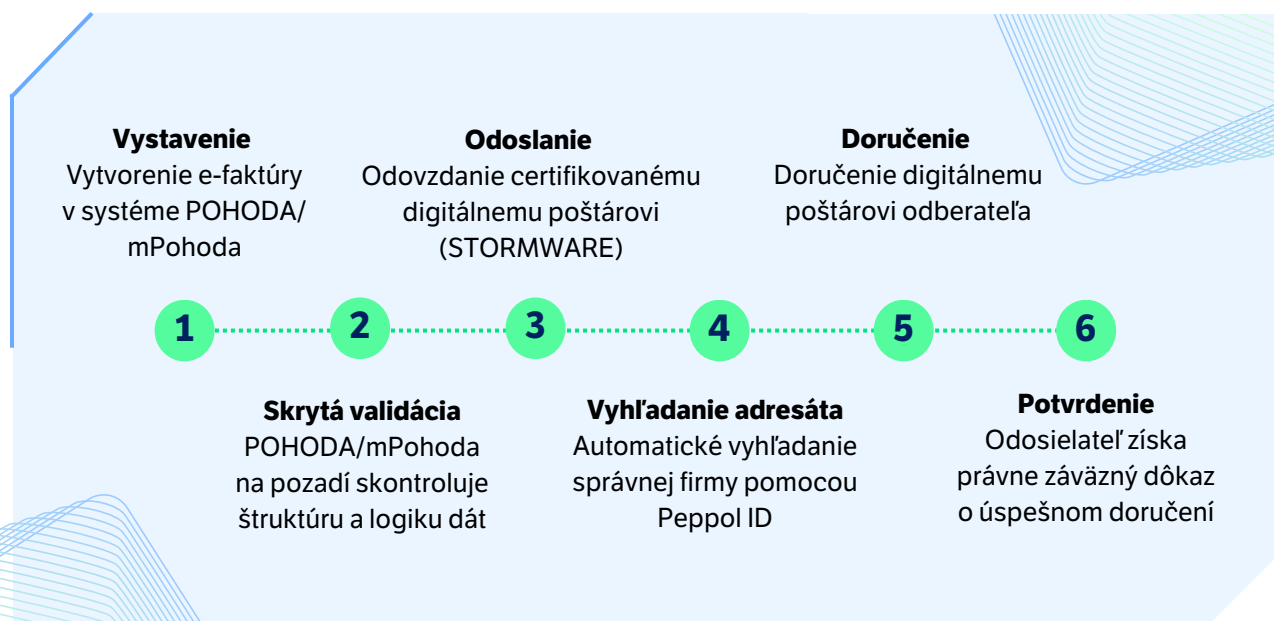 Vystavenie
Vytvorenie e-faktúry
v systéme POHODA/
mPohoda
Odoslanie
Odovzdanie certifikovanému
digitálnemu poštárovi
(STORMWARE)
Doručenie
Doručenie digitálnemu
poštárovi odberateľa
1
2
3
4
5
6
Skrytá validácia
POHODA/mPohoda
na pozadí skontroluje
štruktúru a logiku dát
Vyhľadanie adresáta
Automatické vyhľadanie
správnej firmy pomocou
Peppol ID
Potvrdenie
Odosielateľ získa
právne záväzný dôkaz
o úspešnom doručení